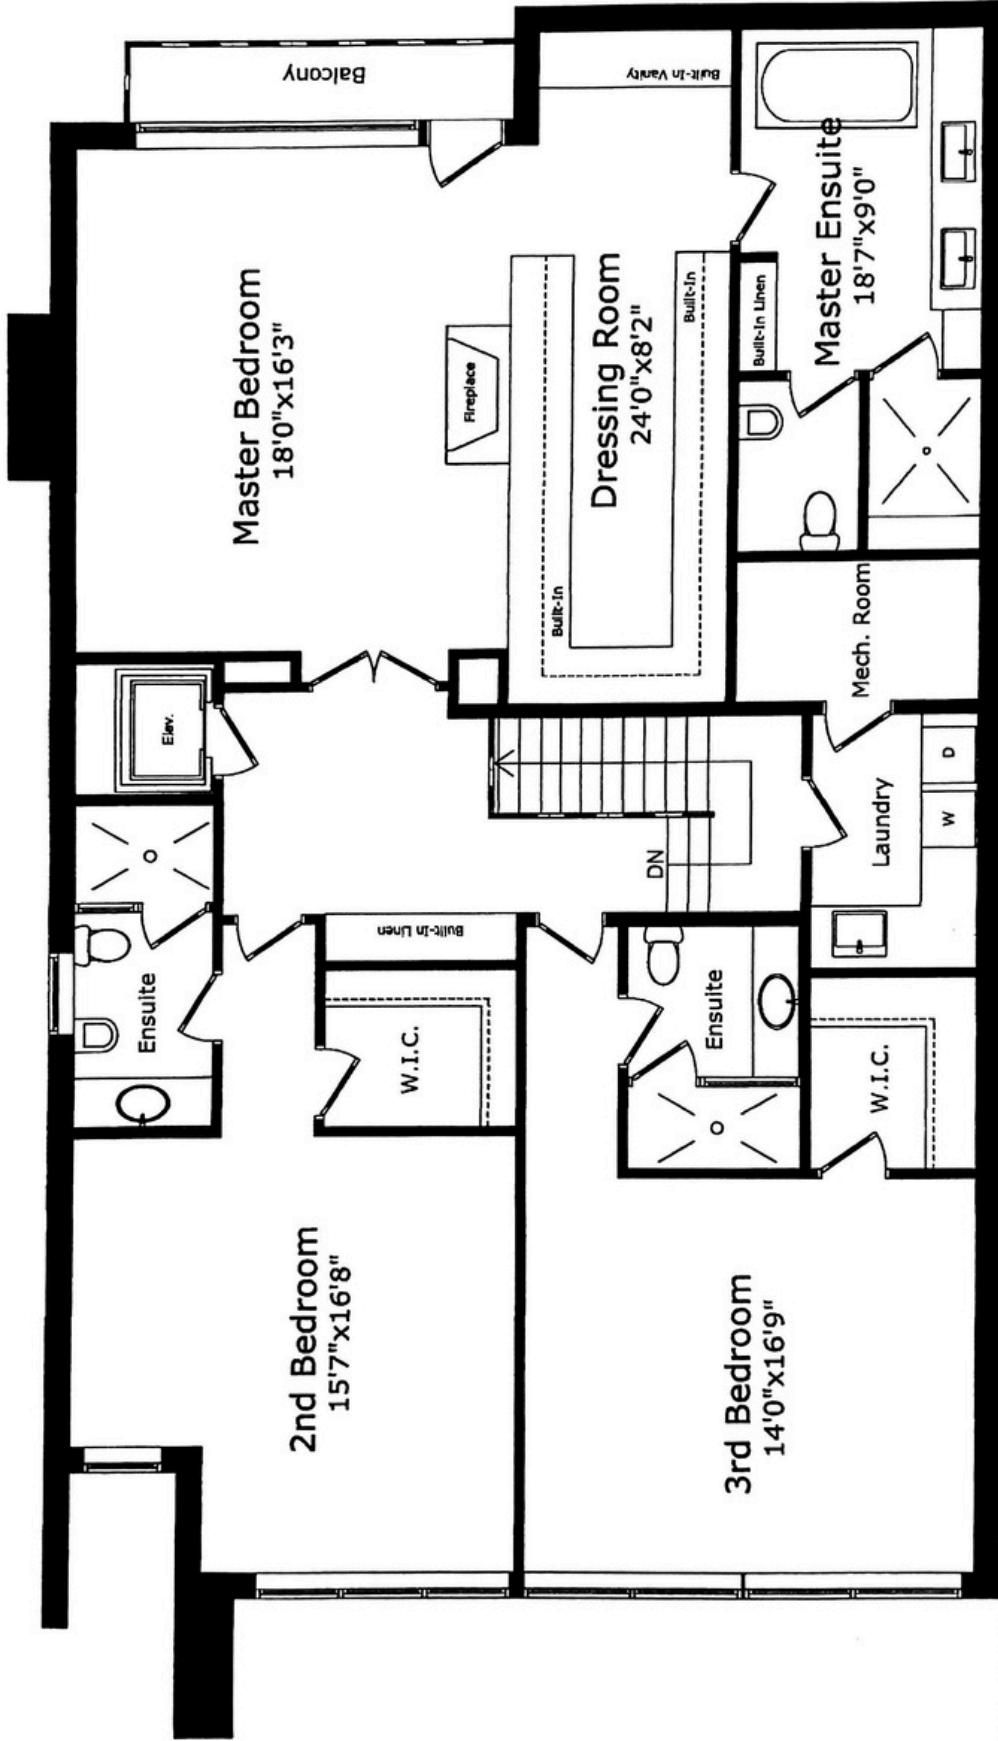 Balcony
Built-In Vanity
Master Bedroom
18'0"x16'3"
Fireplace
Dressing Room
24'0"x8'2"
Built-In
Built-In
Built-In Linen
Master Ensuite
18'7"x9'0"
Mech. Room
Elev.
DN
Laundry
D
W
Built-In Linen
Ensuite
W.I.C.
Ensuite
W.I.C.
2nd Bedroom
15'7"x16'8"
3rd Bedroom
14'0"x16'9"